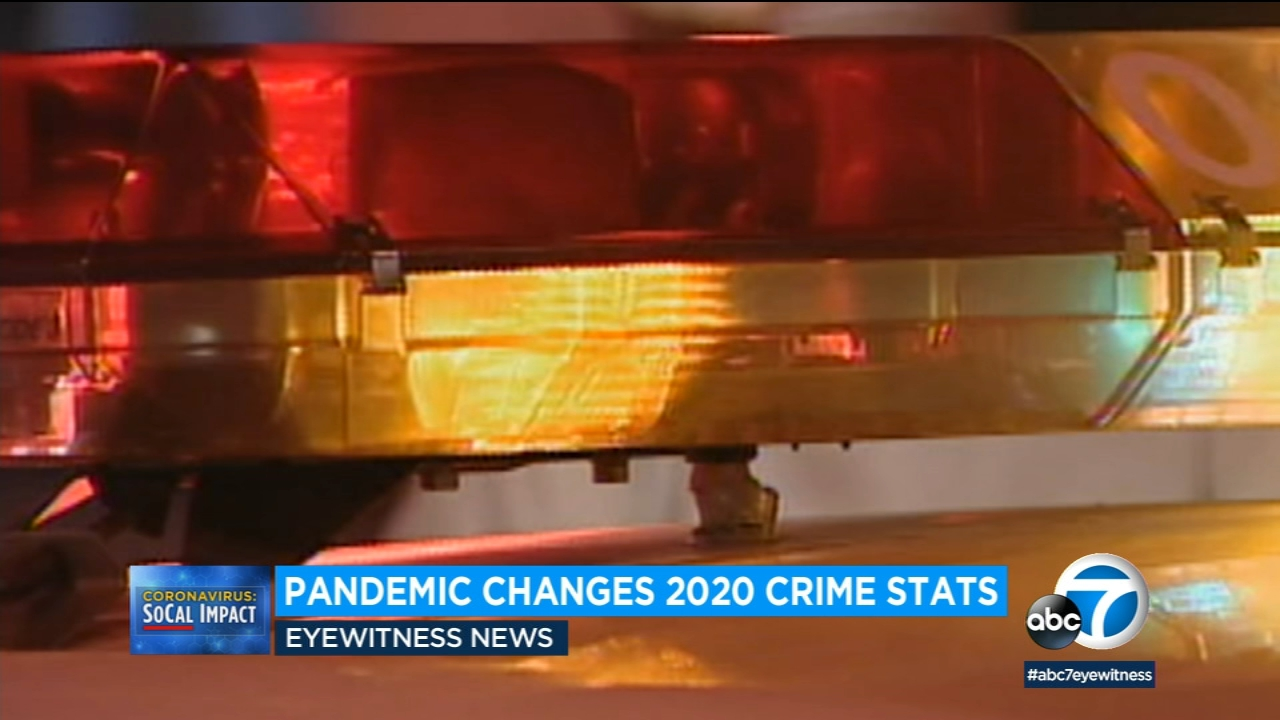 CORONAVIRUS:
SOCAL IMPACT
PANDEMIC CHANGES 2020 CRIME STATS
EYEWITNESS NEWS
abc 7
#abc7eyewitness